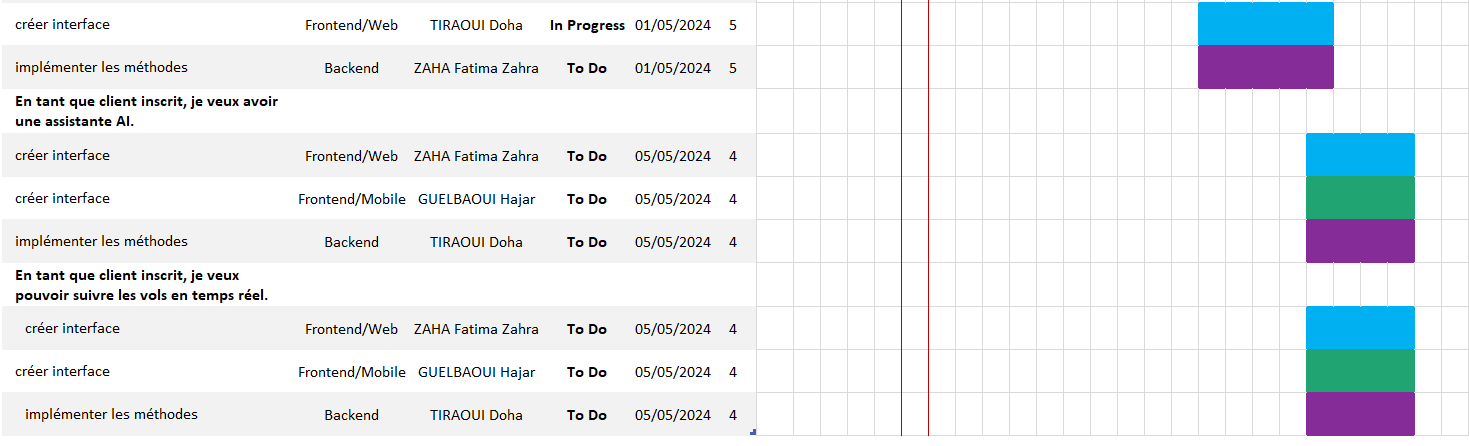 créer interface Frontend/Web TIRAOUI Doha In Progress 01/05/2024 5
implémenter les méthodes Backend ZAHA Fatima Zahra To Do 01/05/2024 5
En tant que client inscrit, je veux avoir
une assistante AI.
créer interface Frontend/Web ZAHA Fatima Zahra To Do 05/05/2024 4
créer interface Frontend/Mobile GUELBAOUI Hajar To Do 05/05/2024 4
implémenter les méthodes Backend TIRAOUI Doha To Do 05/05/2024 4
En tant que client inscrit, je veux
pouvoir suivre les vols en temps réel.
créer interface Frontend/Web ZAHA Fatima Zahra To Do 05/05/2024 4
créer interface Frontend/Mobile GUELBAOUI Hajar To Do 05/05/2024 4
implémenter les méthodes Backend TIRAOUI Doha To Do 05/05/2024 4